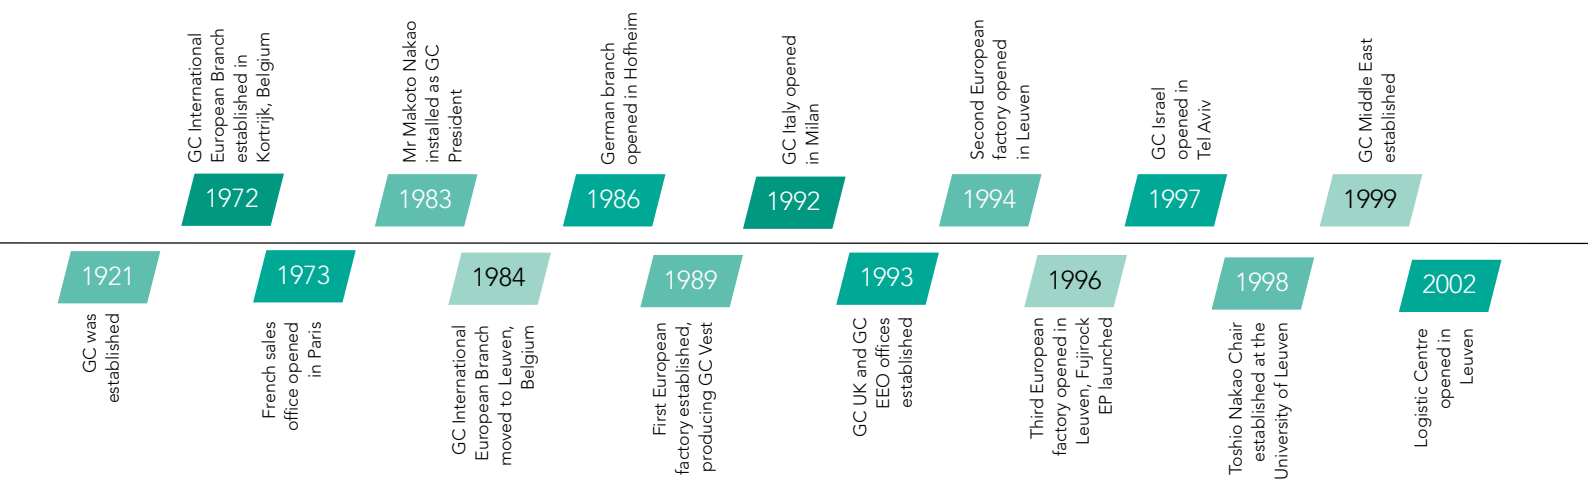 1921
GC was
established
1972
GC International
European Branch
established in
Kortrijk, Belgium
1973
French sales
office opened
in Paris
1983
Mr Makoto Nakao
installed as GC
President
1984
GC International
European Branch
moved to Leuven,
Belgium
1986
German branch
opened in Hofheim
1989
First European
factory established,
producing GC Vest
1992
GC Italy opened
in Milan
1993
GC UK and GC
EEO offices
established
1994
Second European
factory opened
in Leuven
1996
Third European
factory opened in
Leuven, Fujirock
EP launched
1997
GC Israel
opened in
Tel Aviv
1998
Toshio Nakao Chair
established at the
University of Leuven
1999
GC Middle East
established
2002
Logistic Centre
opened in
Leuven